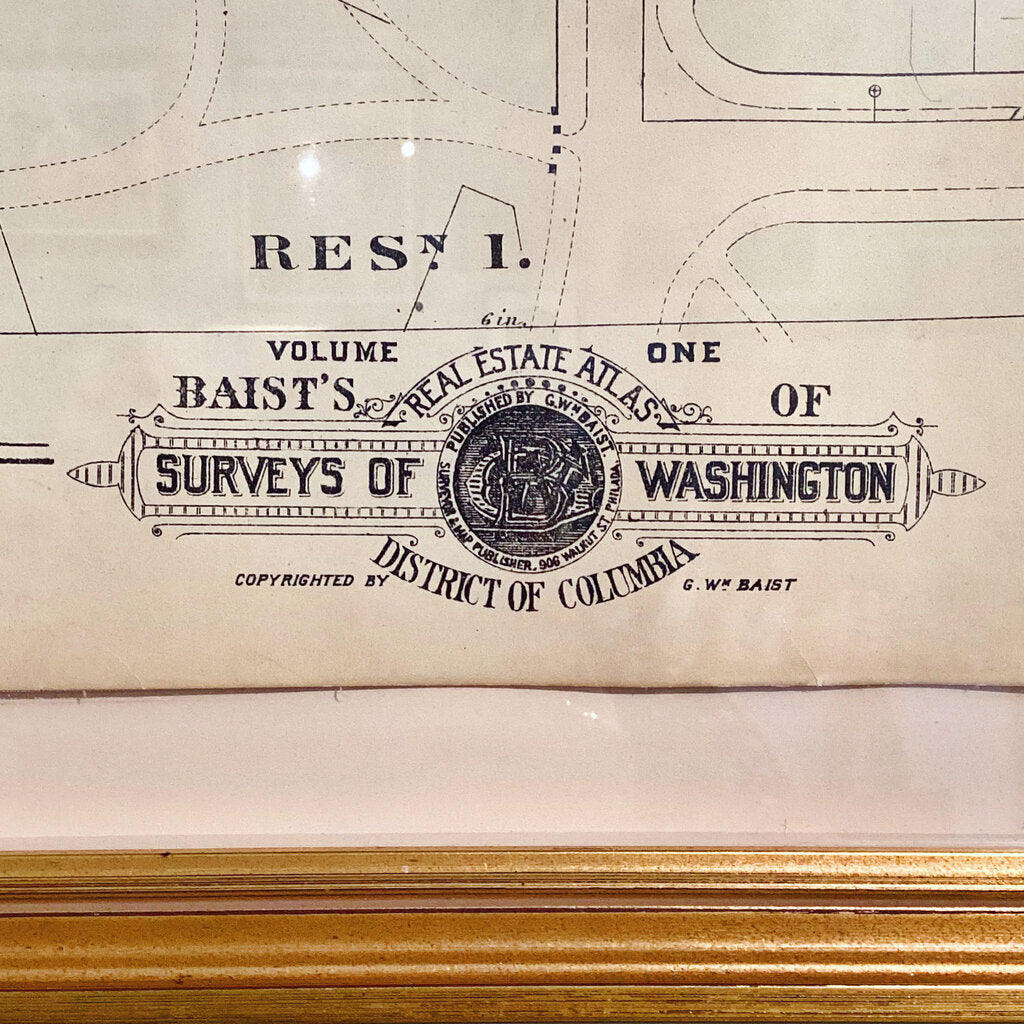 RESN. 1.
6 in.
VOLUME ONE
BAIST'S REAL ESTATE ATLAS OF
PUBLISHED BY G.WM BAIST.
SURVEYS OF WASHINGTON
SURVEYOR & MAP PUBLISHER. 906 WALNUT ST. PHILADA.
DISTRICT OF COLUMBIA
COPYRIGHTED BY G. WM BAIST